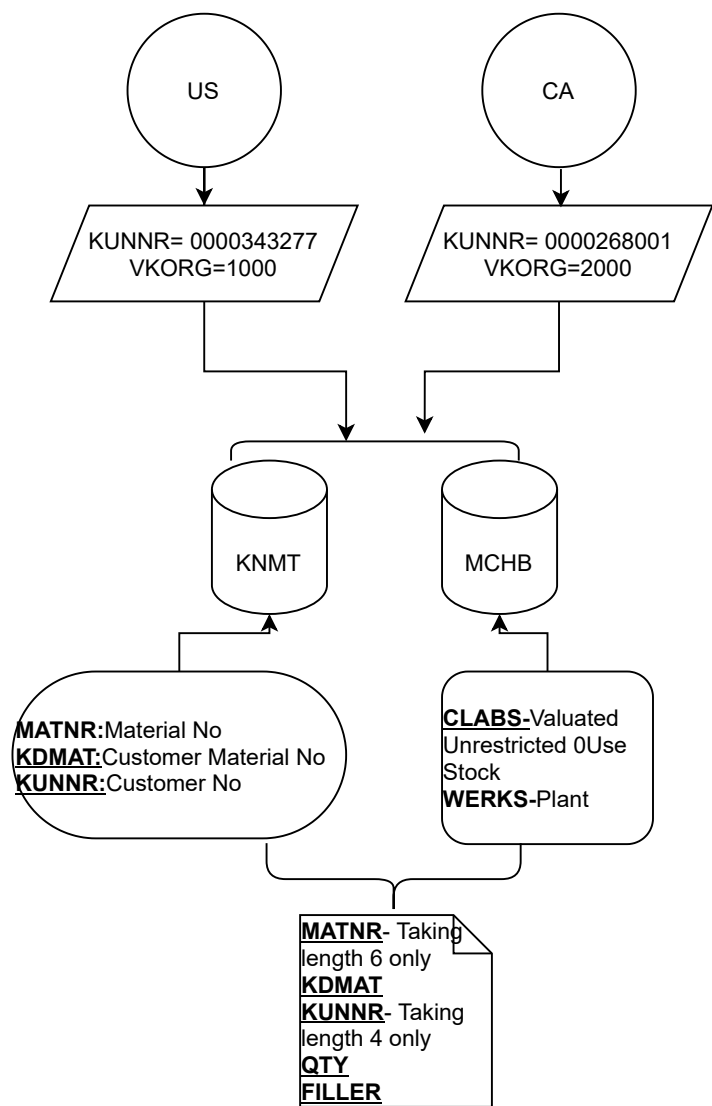 US
CA
KUNNR= 0000343277
VKORG=1000
KUNNR= 0000268001
VKORG=2000
KNMT
MCHB
MATNR:Material No
KDMAT:Customer Material No
KUNNR:Customer No
CLABS-Valuated
Unrestricted 0Use
Stock
WERKS-Plant
MATNR- Taking
length 6 only
KDMAT
KUNNR- Taking
length 4 only
QTY
FILLER